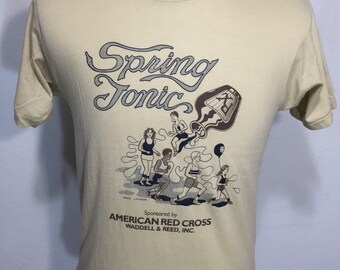 Spring
Tonic
Sponsored by
AMERICAN RED CROSS
WADDELL & REED, INC.